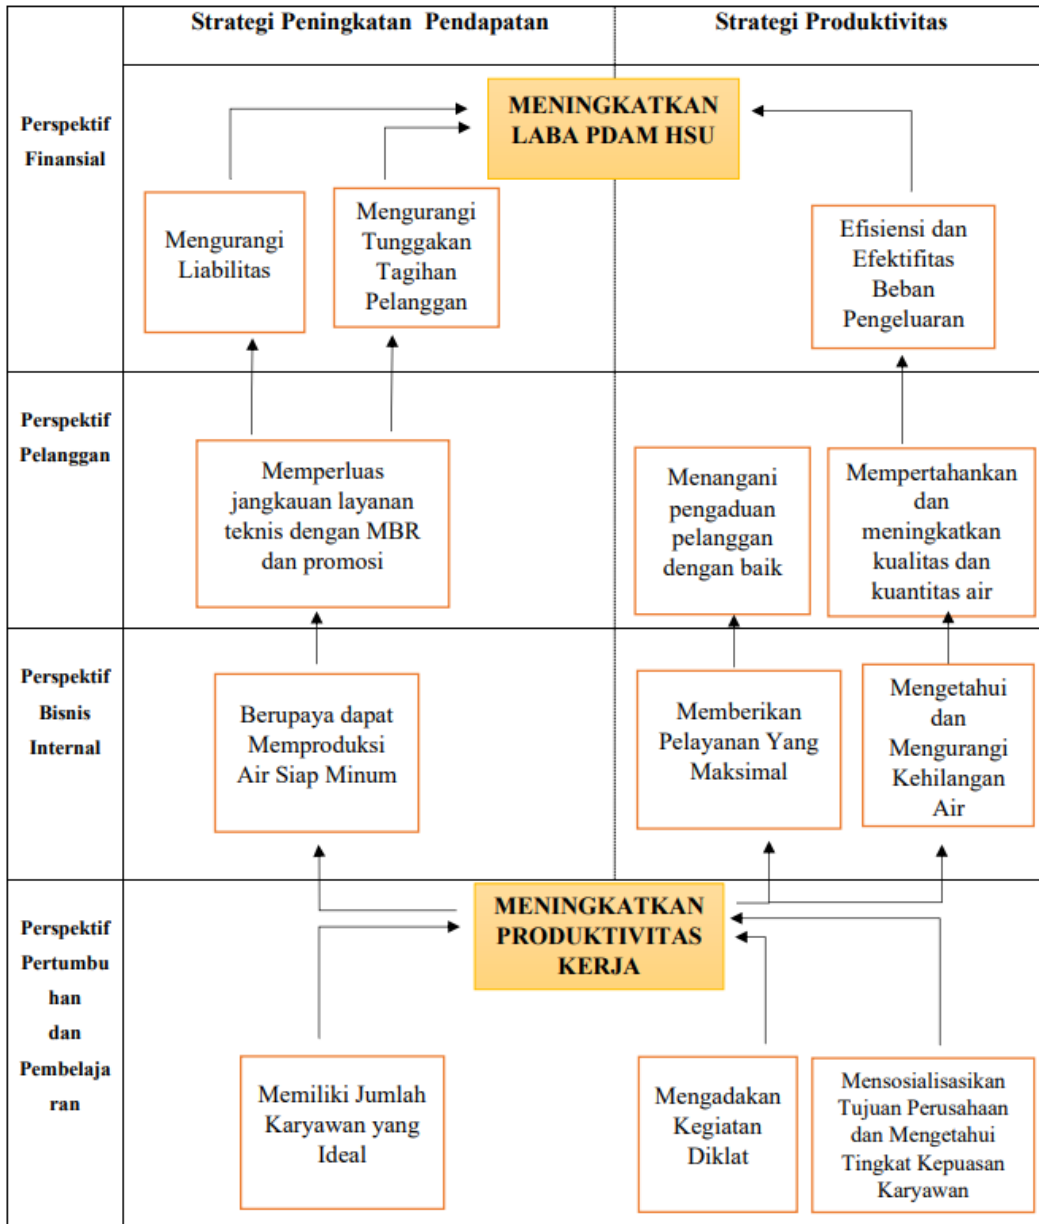 Strategi Peningkatan Pendapatan
Strategi Produktivitas
Perspektif
Finansial
MENINGKATKAN
LABA PDAM HSU
Mengurangi
Liabilitas
Mengurangi
Tunggakan
Tagihan
Pelanggan
Efisiensi dan
Efektifitas
Beban
Pengeluaran
Perspektif
Pelanggan
Memperluas
jangkauan layanan
teknis dengan MBR
dan promosi
Menangani
pengaduan
pelanggan
dengan baik
Mempertahankan
dan
meningkatkan
kualitas dan
kuantitas air
Perspektif
Bisnis
Internal
Berupaya dapat
Memproduksi
Air Siap Minum
Memberikan
Pelayanan Yang
Maksimal
Mengetahui
dan
Mengurangi
Kehilangan
Air
Perspektif
Pertumbu
han
dan
Pembelaja
ran
MENINGKATKAN
PRODUKTIVITAS
KERJA
Memiliki Jumlah
Karyawan yang
Ideal
Mengadakan
Kegiatan
Diklat
Mensosialisasikan
Tujuan Perusahaan
dan Mengetahui
Tingkat Kepuasan
Karyawan